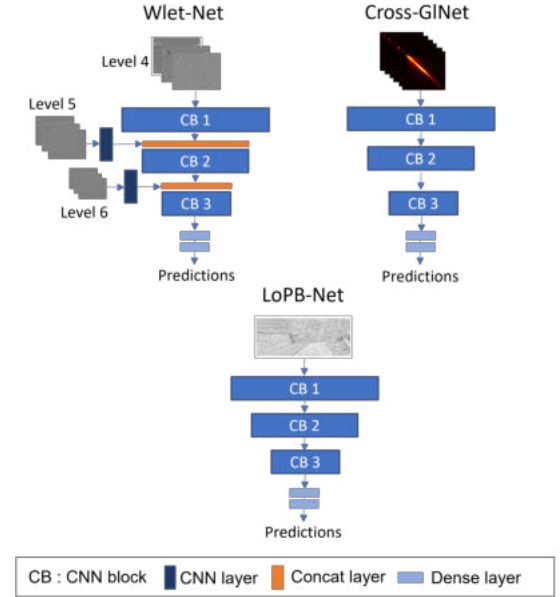 Wlet-Net
Level 4
CB 1
Level 5
CB 2
Level 6
CB 3
Predictions
Cross-GlNet
CB 1
CB 2
CB 3
Predictions
LoPB-Net
CB 1
CB 2
CB 3
Predictions
CB : CNN block CNN layer Concat layer Dense layer